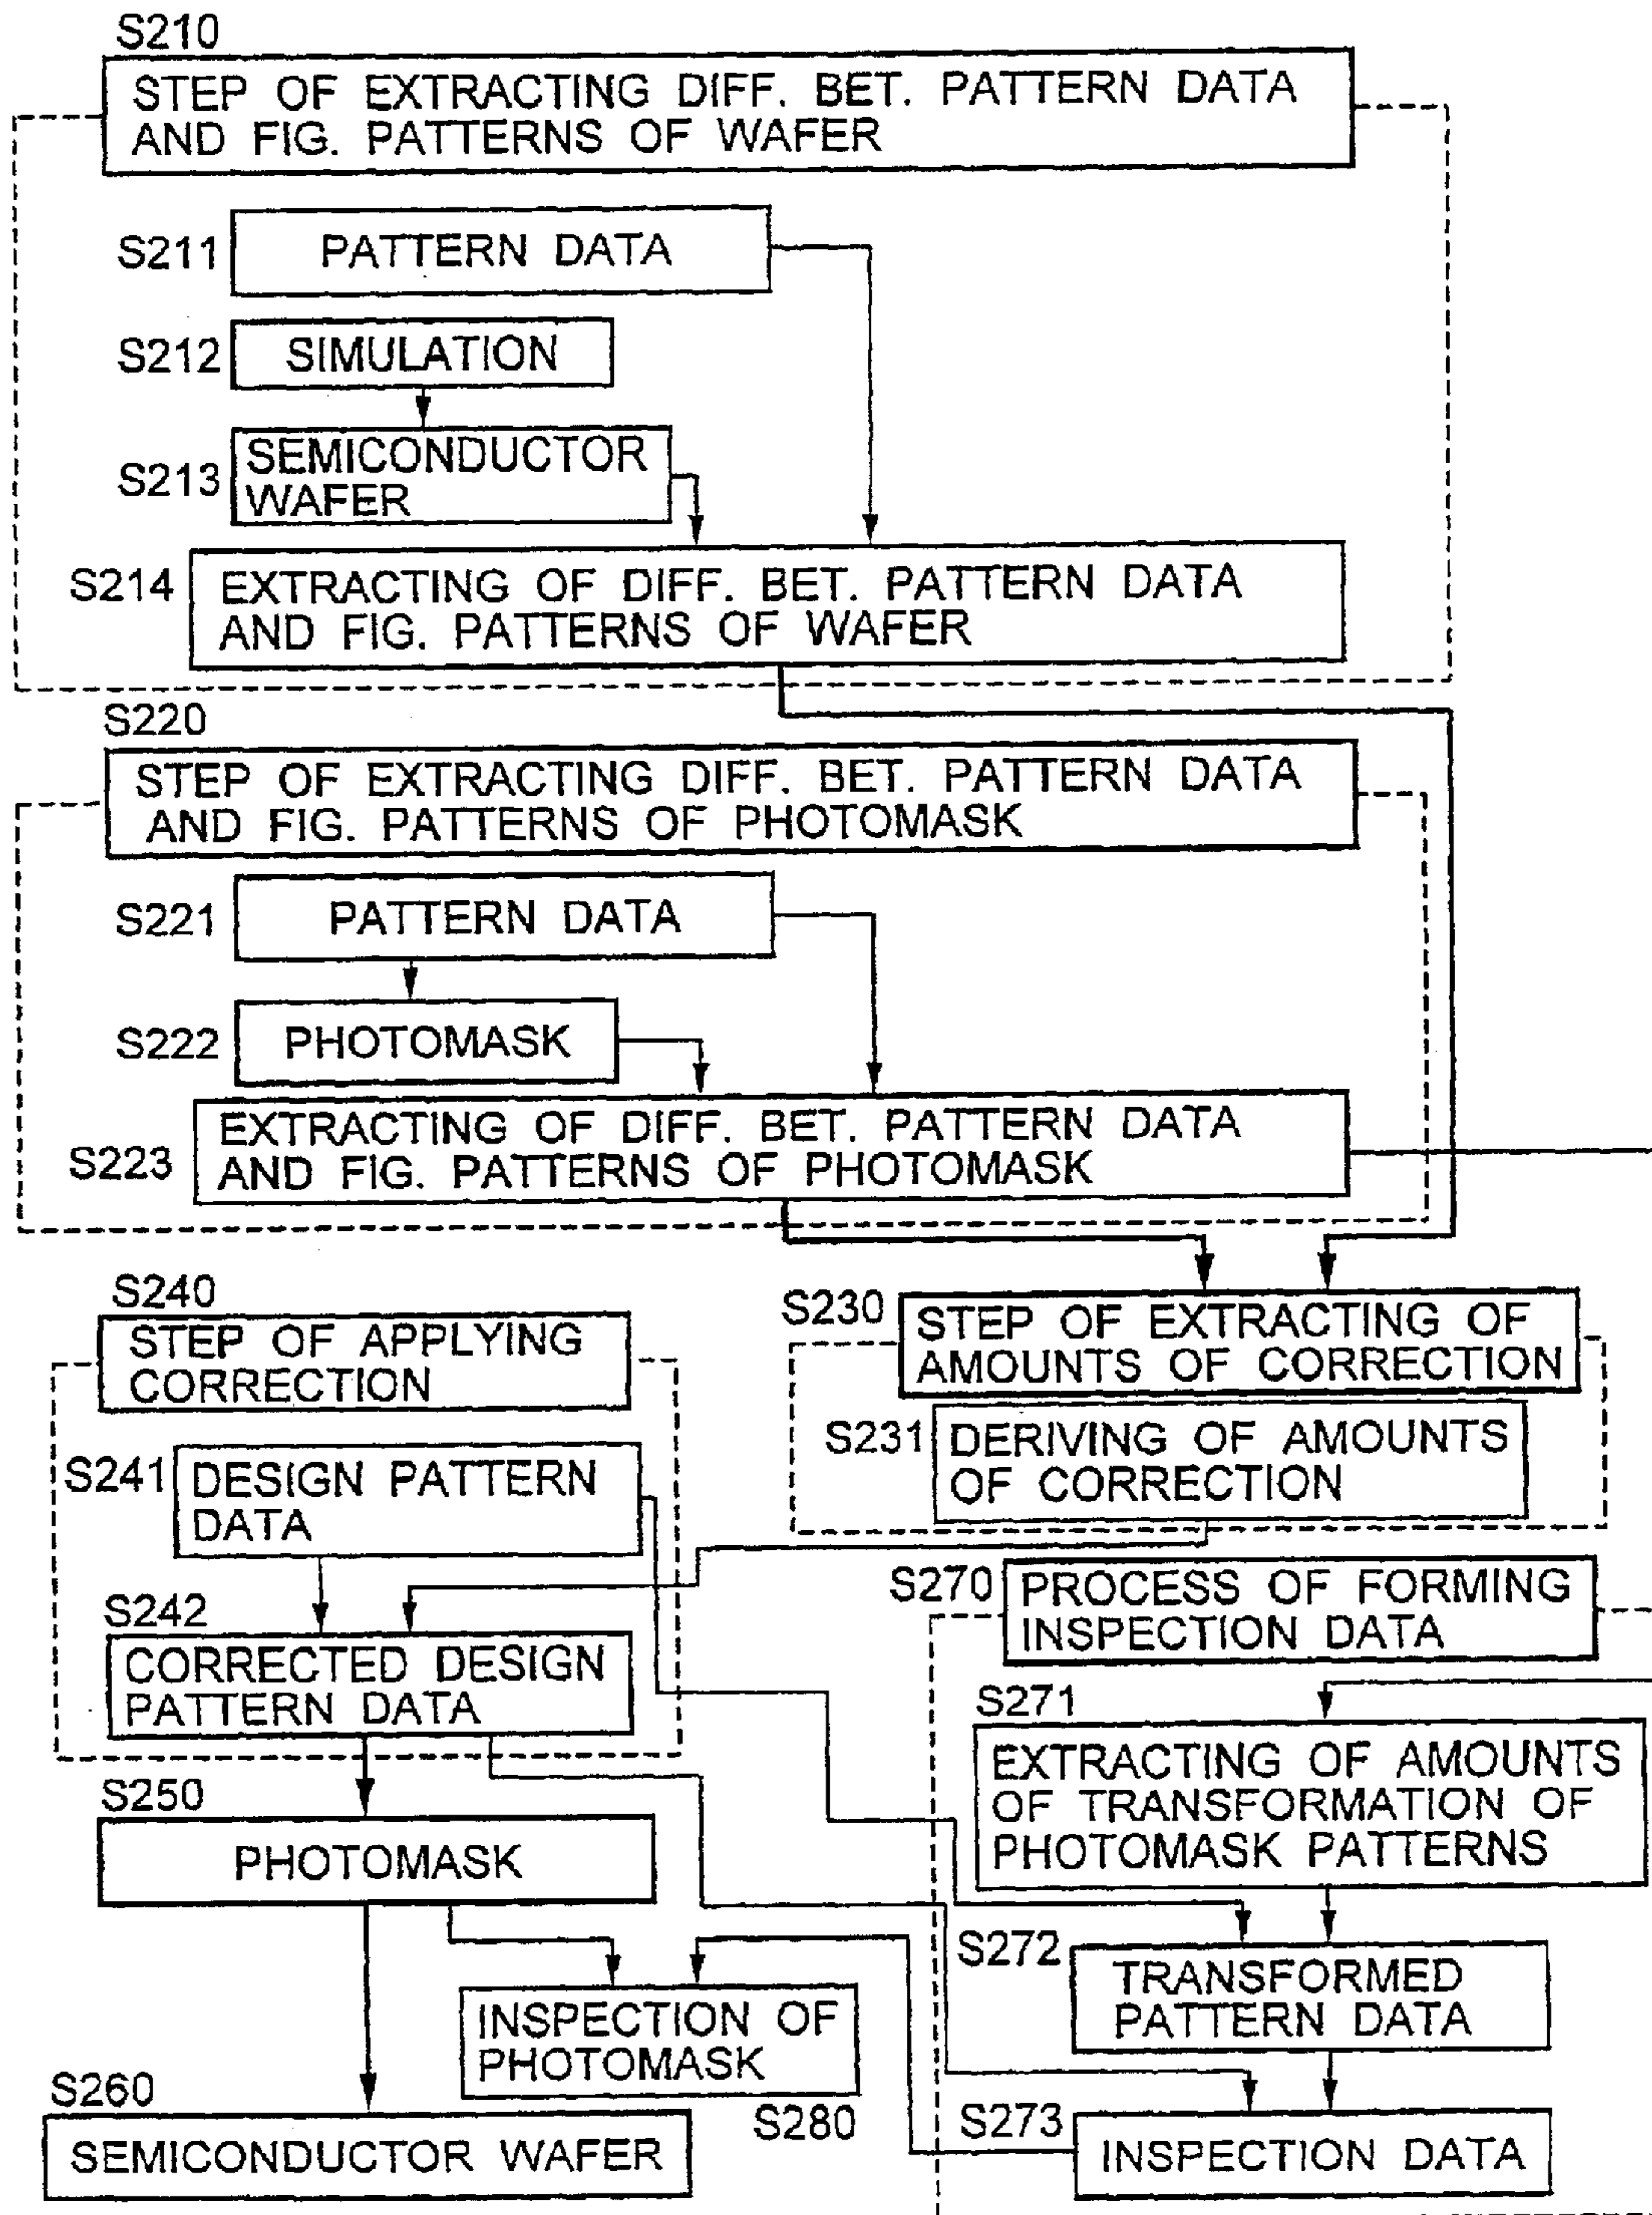 S210
STEP OF EXTRACTING DIFF. BET. PATTERN DATA
AND FIG. PATTERNS OF WAFER
S211
PATTERN DATA
S212
SIMULATION
S213
SEMICONDUCTOR
WAFER
S214
EXTRACTING OF DIFF. BET. PATTERN DATA
AND FIG. PATTERNS OF WAFER
S220
STEP OF EXTRACTING DIFF. BET. PATTERN DATA
AND FIG. PATTERNS OF PHOTOMASK
S221
PATTERN DATA
S222
PHOTOMASK
S223
EXTRACTING OF DIFF. BET. PATTERN DATA
AND FIG. PATTERNS OF PHOTOMASK
S230
STEP OF EXTRACTING OF
AMOUNTS OF CORRECTION
S231
DERIVING OF AMOUNTS
OF CORRECTION
S240
STEP OF APPLYING
CORRECTION
S241
DESIGN PATTERN
DATA
S242
CORRECTED DESIGN
PATTERN DATA
S250
PHOTOMASK
S260
SEMICONDUCTOR WAFER
S270
PROCESS OF FORMING
INSPECTION DATA
S271
EXTRACTING OF AMOUNTS
OF TRANSFORMATION OF
PHOTOMASK PATTERNS
S272
TRANSFORMED
PATTERN DATA
S273
INSPECTION DATA
INSPECTION OF
PHOTOMASK
S280